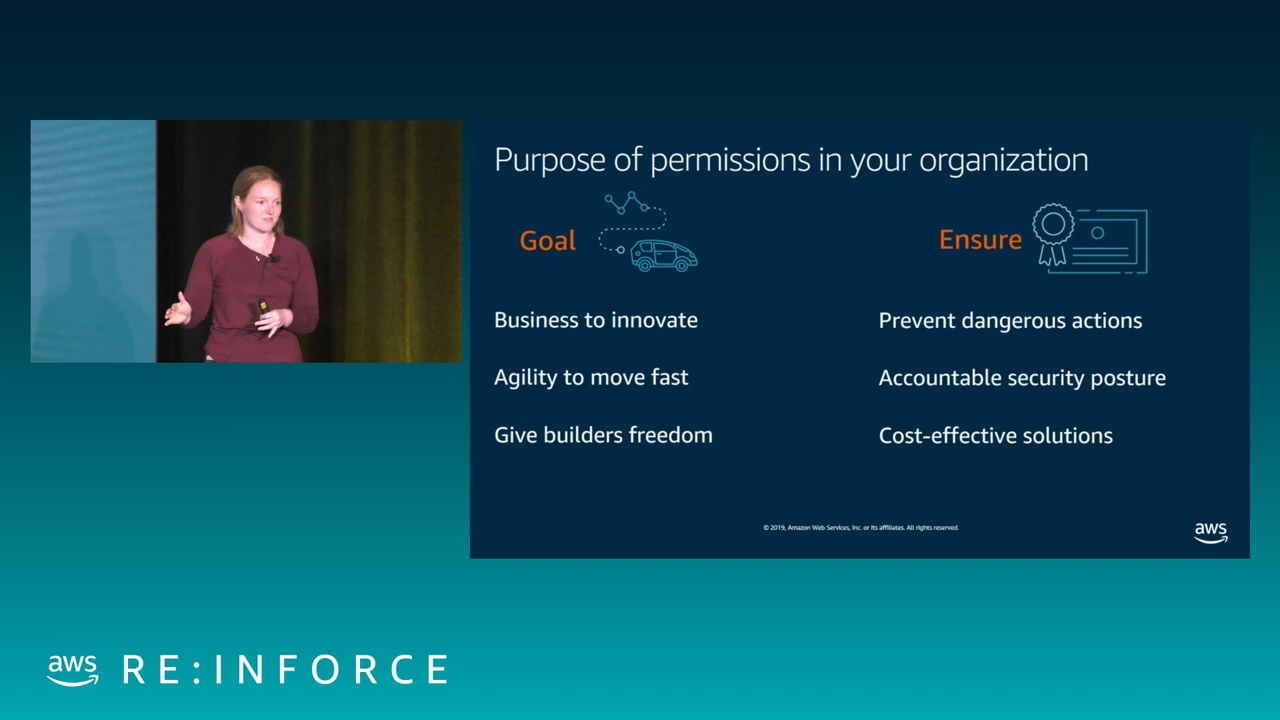 Purpose of permissions in your organization
Goal
Ensure
Business to innovate
Prevent dangerous actions
Agility to move fast
Accountable security posture
Give builders freedom
Cost-effective solutions
© 2019, Amazon Web Services, Inc. or its affiliates. All rights reserved.
aws
aws RE:INFORCE